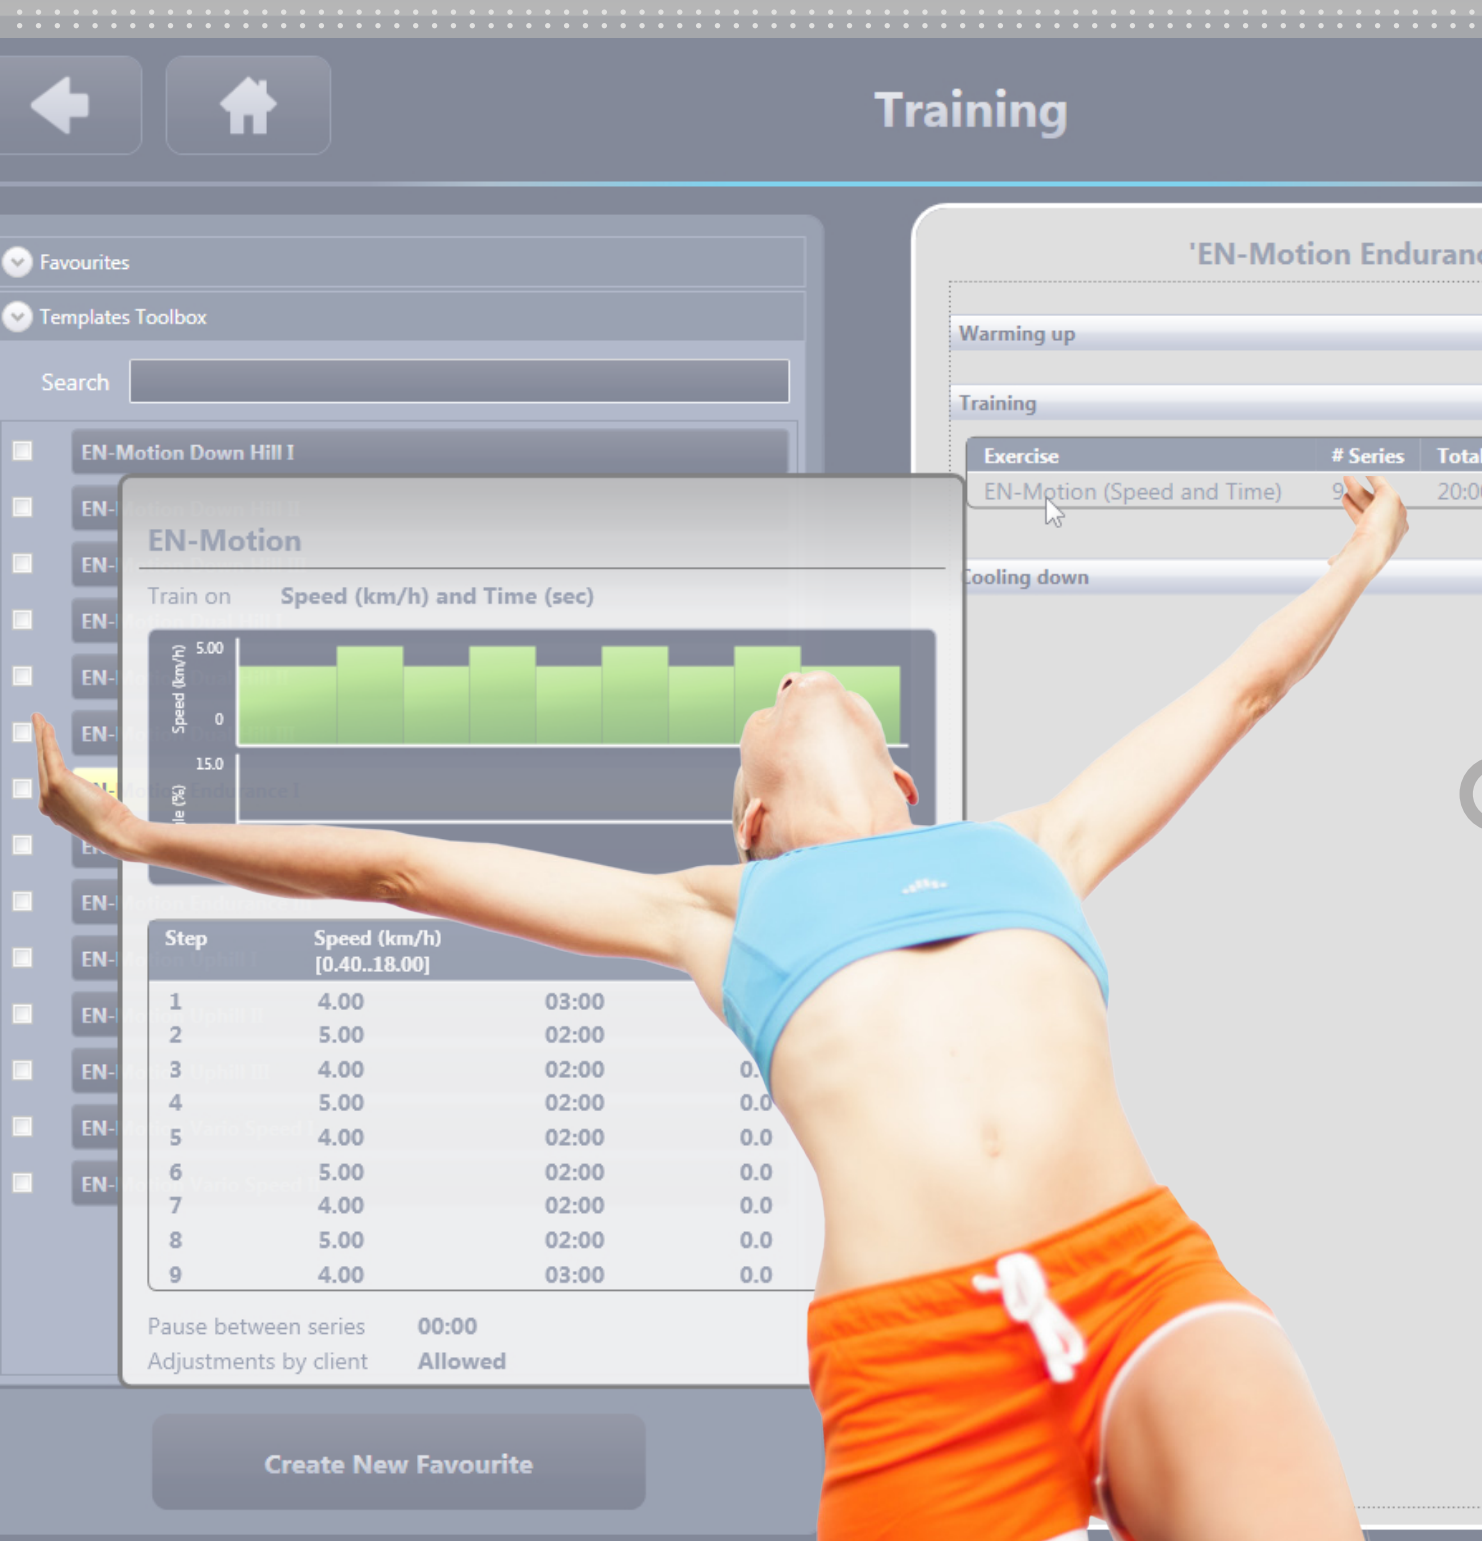 Training
Favourites
Templates Toolbox
Search
EN-Motion Down Hill I
EN-
EN-
EN-
EN-
EN-
EN-
EN-
EN-
EN-
EN-
EN-
EN-
EN-Motion
Train on Speed (km/h) and Time (sec)
Speed (km/h)
5.00
0
15.0
(%)
Step Speed (km/h)
[0.40..18.00]
1 4.00 03:00
2 5.00 02:00
3 4.00 02:00 0.
4 5.00 02:00 0.0
5 4.00 02:00 0.0
6 5.00 02:00 0.0
7 4.00 02:00 0.0
8 5.00 02:00 0.0
9 4.00 03:00 0.0
Pause between series 00:00
Adjustments by client Allowed
Create New Favourite
'EN-Motion Enduranc
Warming up
Training
Exercise # Series Total
EN-Motion (Speed and Time) 9 20:0
Cooling down